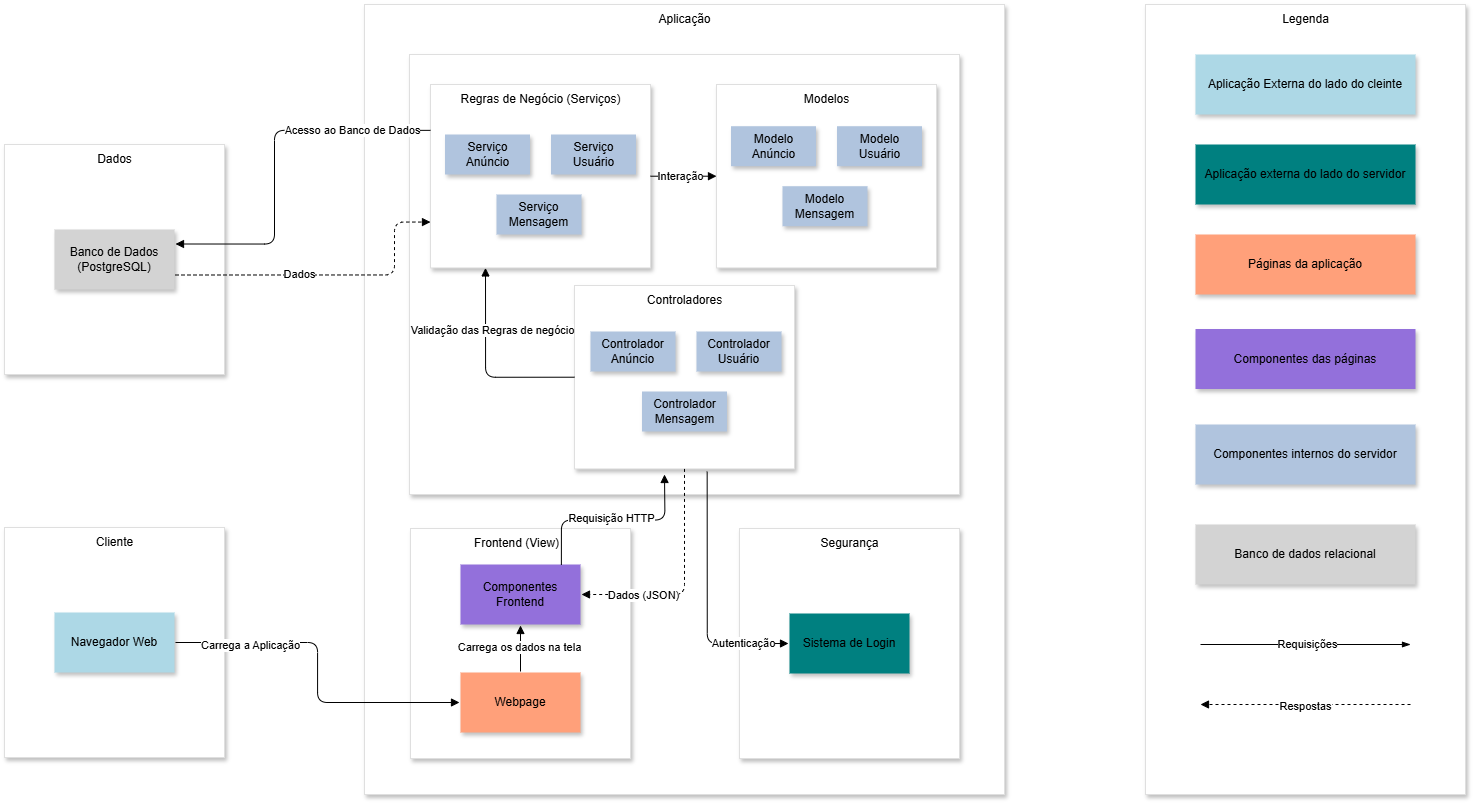 Aplicação
Regras de Negócio (Serviços)
Serviço
Anúncio
Serviço
Usuário
Serviço
Mensagem
Modelos
Modelo
Anúncio
Modelo
Usuário
Modelo
Mensagem
Interação
Acesso ao Banco de Dados
Dados
Banco de Dados
(PostgreSQL)
Dados
Validação das Regras de negócio
Controladores
Controlador
Anúncio
Controlador
Usuário
Controlador
Mensagem
Cliente
Navegador Web
Carrega a Aplicação
Requisição HTTP
Frontend (View)
Componentes
Frontend
Dados (JSON)
Carrega os dados na tela
Webpage
Segurança
Autenticação
Sistema de Login
Legenda
Aplicação Externa do lado do cleinte
Aplicação externa do lado do servidor
Páginas da aplicação
Componentes das páginas
Componentes internos do servidor
Banco de dados relacional
Requisições
Respostas